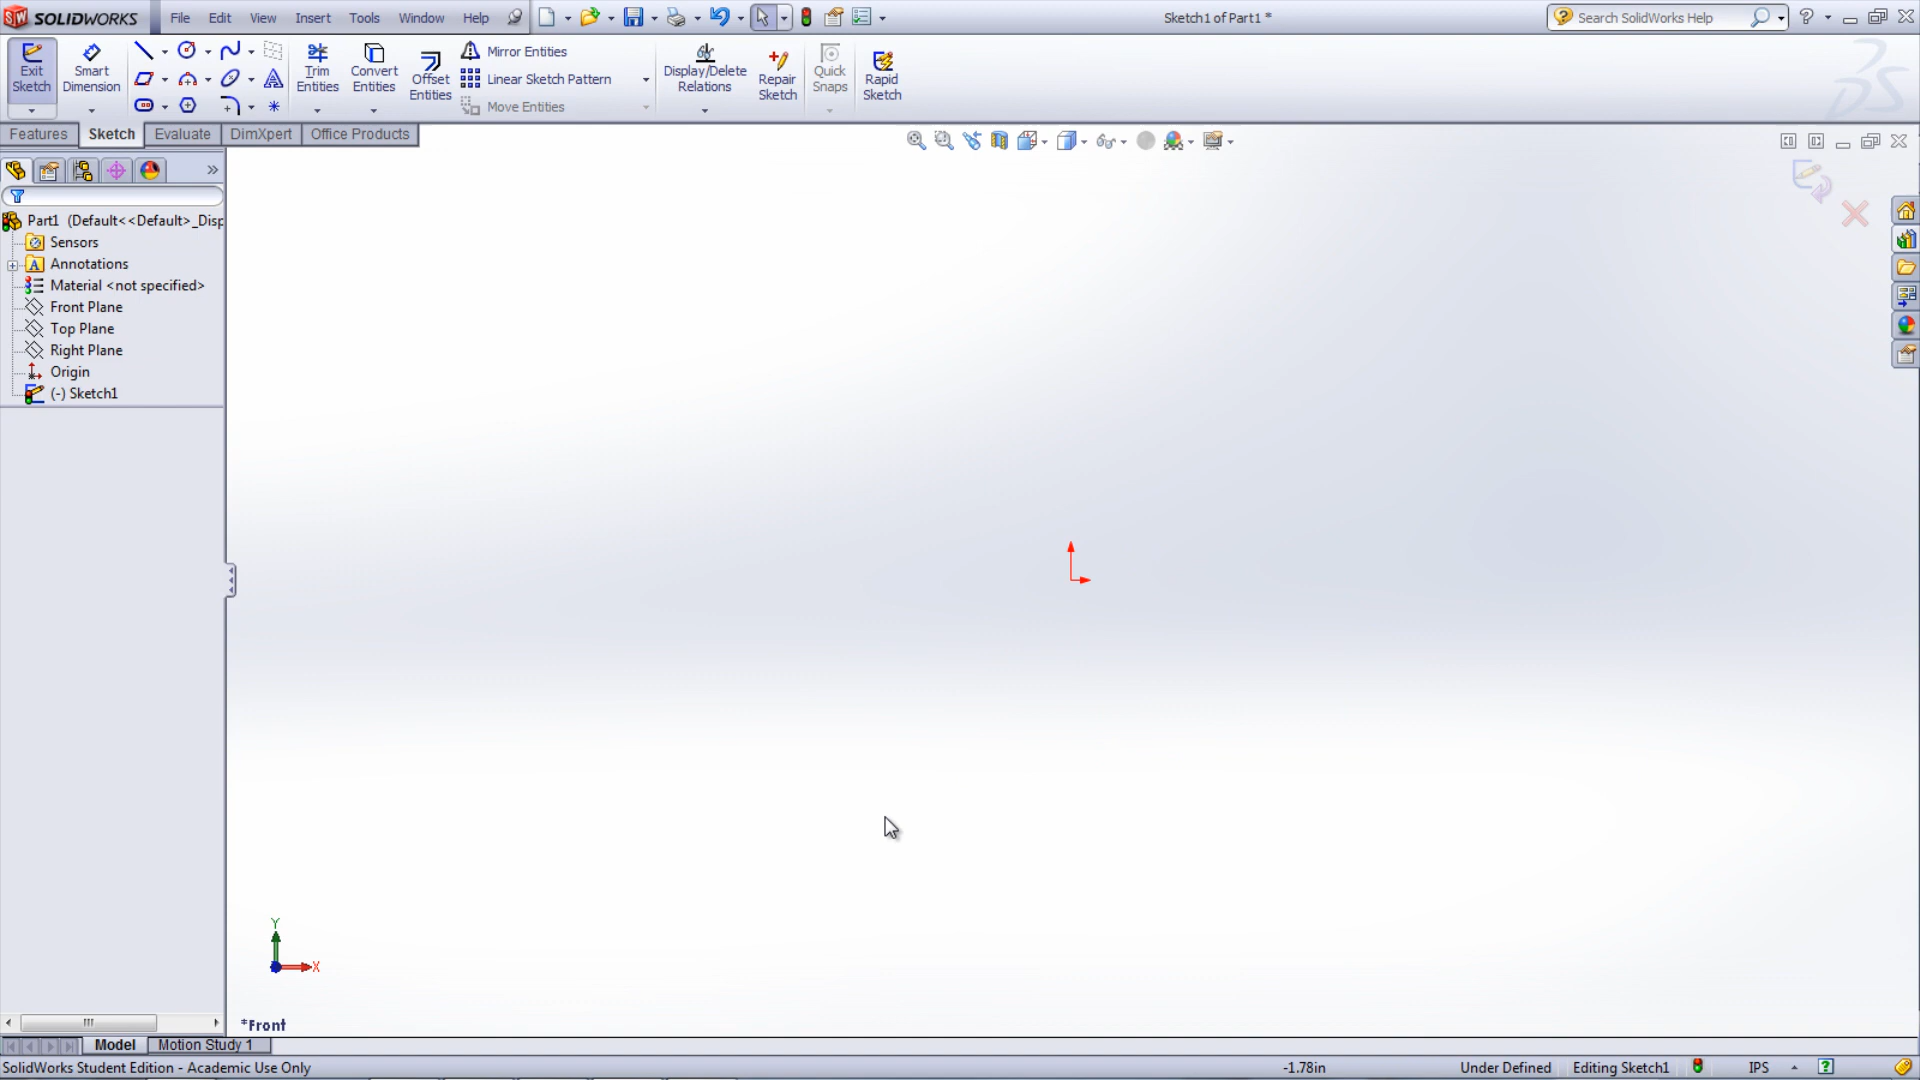 SOLIDWORKS File Edit View Insert Tools Window Help Sketch1 of Part1 * Search SolidWorks Help
Exit Sketch
Smart Dimension
Trim Entities
Convert Entities
Offset Entities
Mirror Entities
Linear Sketch Pattern
Move Entities
Display/Delete Relations
Repair Sketch
Quick Snaps
Rapid Sketch
Features Sketch Evaluate DimXpert Office Products
Part1 (Default<<Default>_Disp
Sensors
A Annotations
Material <not specified>
Front Plane
Top Plane
Right Plane
Origin
(-) Sketch1
Y
X
*Front
Model Motion Study 1
SolidWorks Student Edition - Academic Use Only -1.78in Under Defined Editing Sketch1 IPS